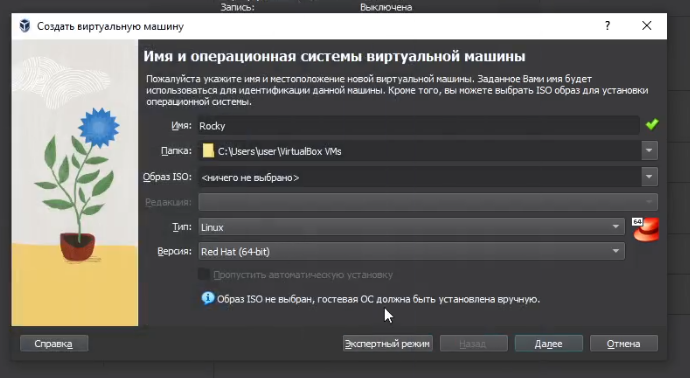 Запись: Выключена
Создать виртуальную машину
Имя и операционная системы виртуальной машины
Пожалуйста укажите имя и местоположение новой виртуальной машины. Заданное Вами имя будет
использоваться для идентификации данной машины. Кроме того, вы можете выбрать ISO образ для установки
операционной системы.
Имя: Rocky
Папка: C:\Users\user\VirtualBox VMs
Образ ISO: <ничего не выбрано>
Редакция:
Тип: Linux
64
Версия: Red Hat (64-bit)
Пропустить автоматическую установку
Образ ISO не выбран, гостевая ОС должна быть установлена вручную.
Справка Экспертный режим Назад Далее Отмена